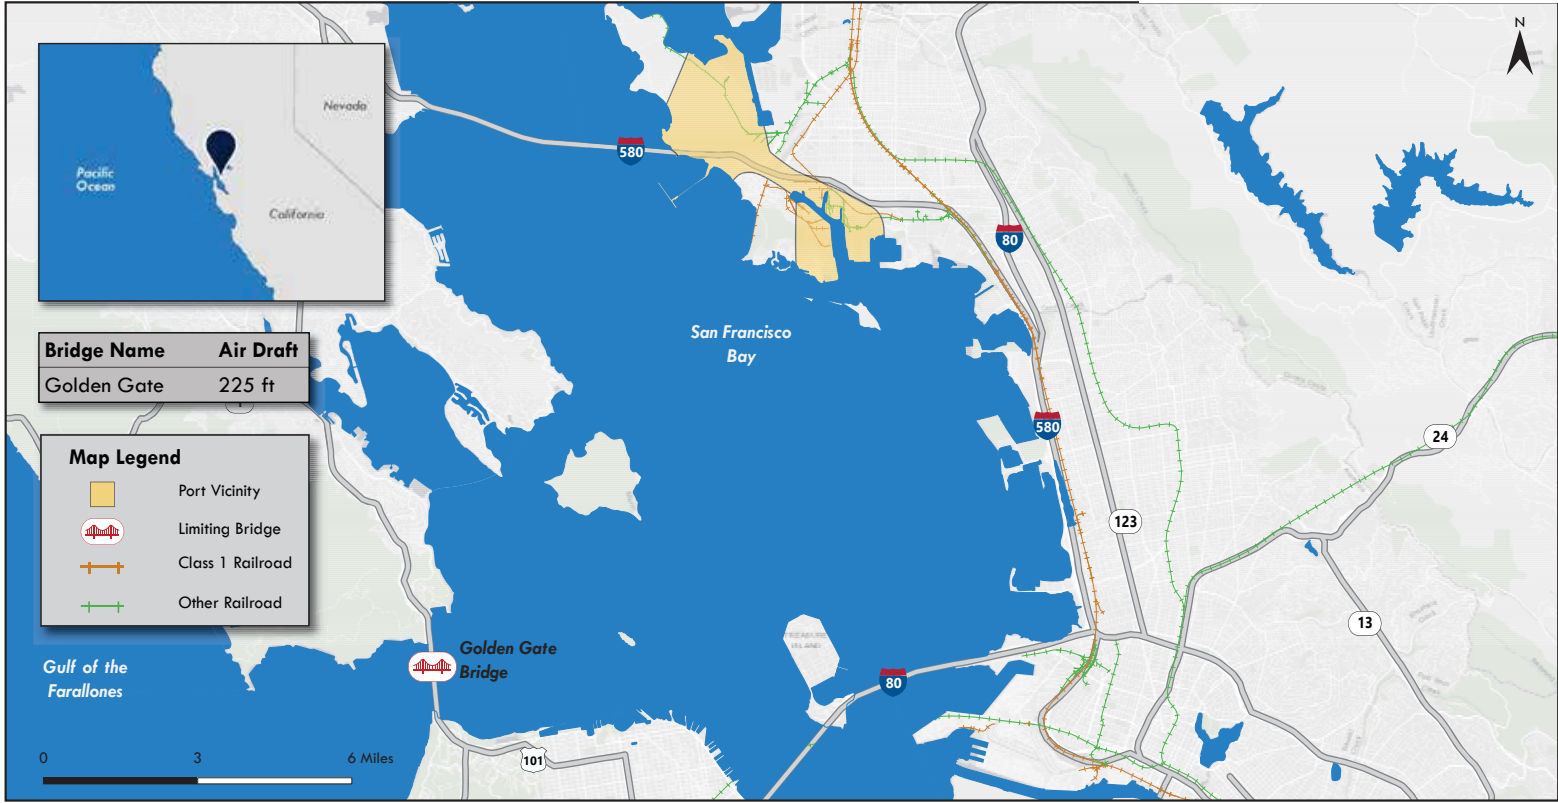 N
Nevada
Pacific
Ocean
California
580
80
San Francisco
Bay
Bridge Name Air Draft
Golden Gate 225 ft
Map Legend
Port Vicinity
Limiting Bridge
Class 1 Railroad
Other Railroad
580
24
123
13
TREASURE
ISLAND
Golden Gate
Bridge
80
Gulf of the
Farallones
0 3 6 Miles
101